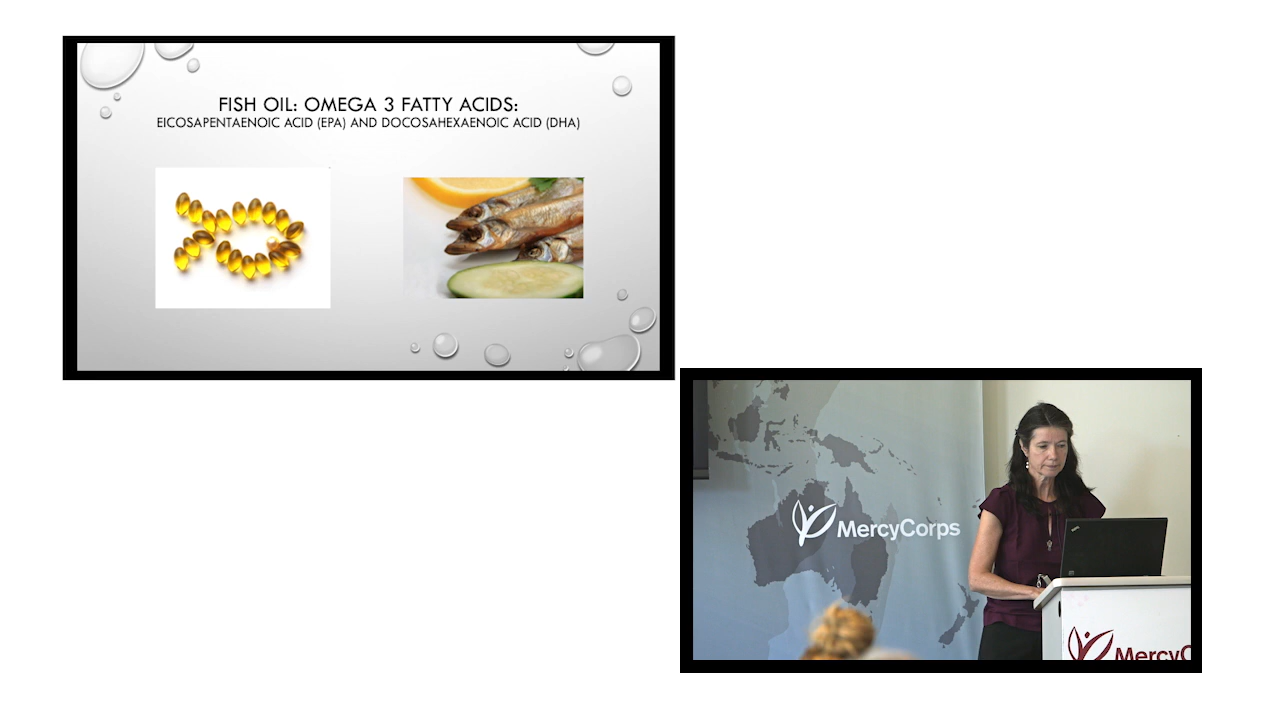 FISH OIL: OMEGA 3 FATTY ACIDS:
EICOSAPENTAENOIC ACID (EPA) AND DOCOSAHEXAENOIC ACID (DHA)
MercyCorps
MercyC